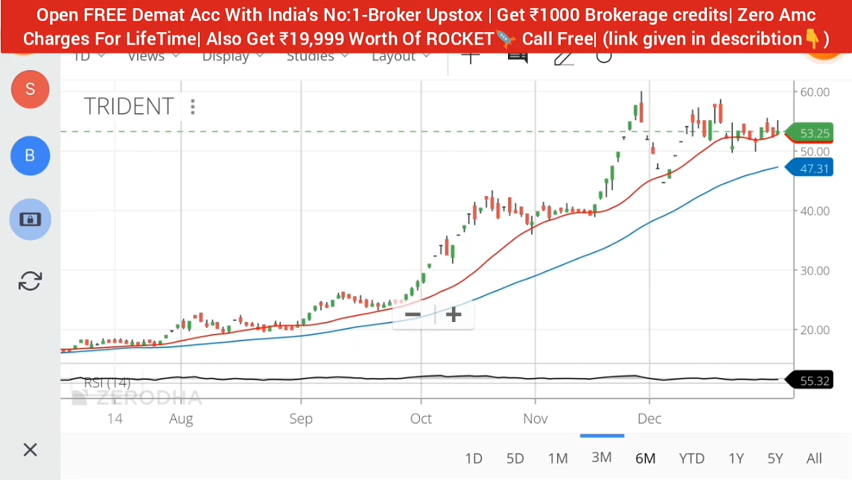 Open FREE Demat Acc With India's No:1-Broker Upstox | Get ₹1000 Brokerage credits| Zero Amc
Charges For LifeTime| Also Get ₹19,999 Worth Of ROCKET🚀 Call Free| (link given in describtion👇)
1D Views Display Studies Layout
S
TRIDENT
60.00
53.25
B
50.00
47.31
40.00
30.00
20.00
RSI (14)
55.32
ZERODHA
14 Aug Sep Oct Nov Dec
1D 5D 1M 3M 6M YTD 1Y 5Y All